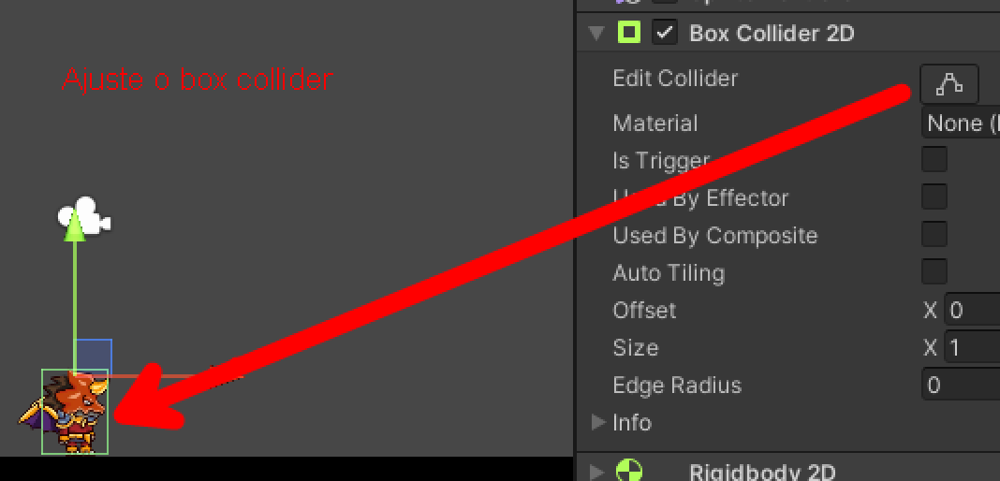 Ajuste o box collider
Box Collider 2D
Edit Collider
Material None (
Is Trigger
Used By Effector
Used By Composite
Auto Tiling
Offset X 0
Size X 1
Edge Radius 0
Info
Rigidbody 2D